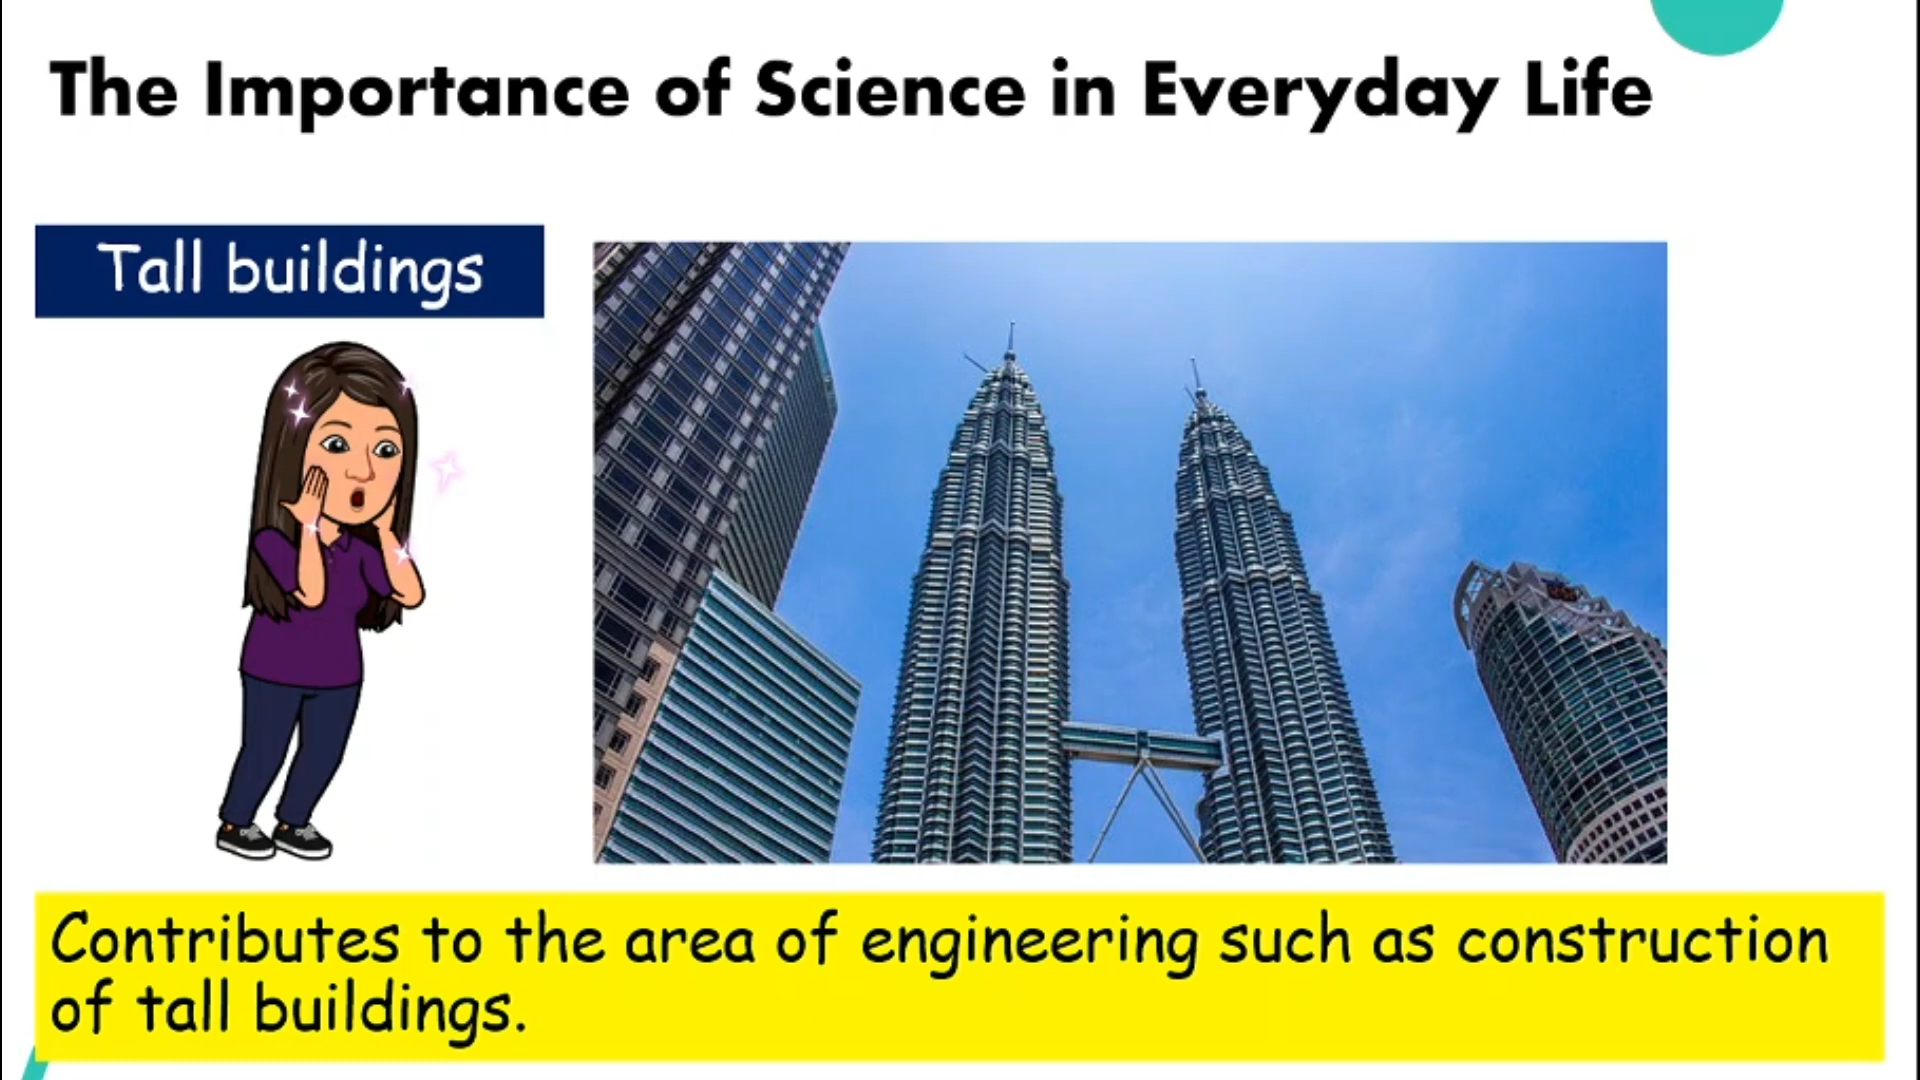 The Importance of Science in Everyday Life
Tall buildings
Contributes to the area of engineering such as construction
of tall buildings.